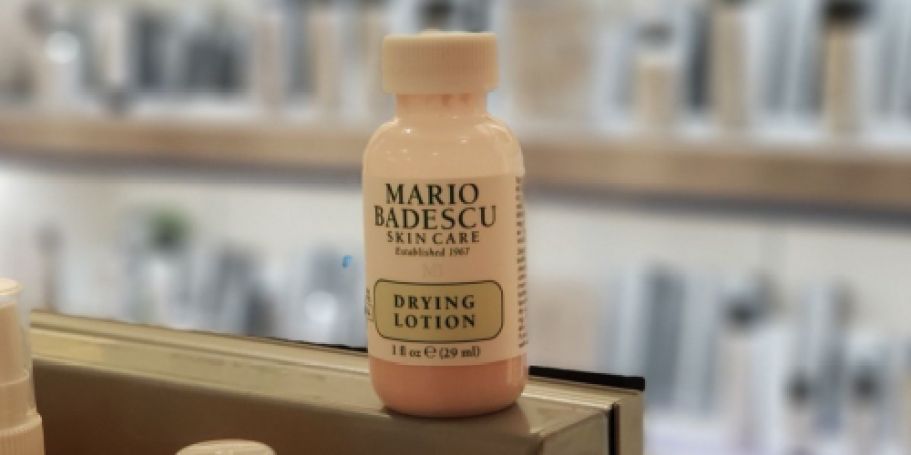 MARIO
BADESCU
SKIN CARE
Established 1967
DRYING
LOTION
1 fl oz ℮ (29 ml)